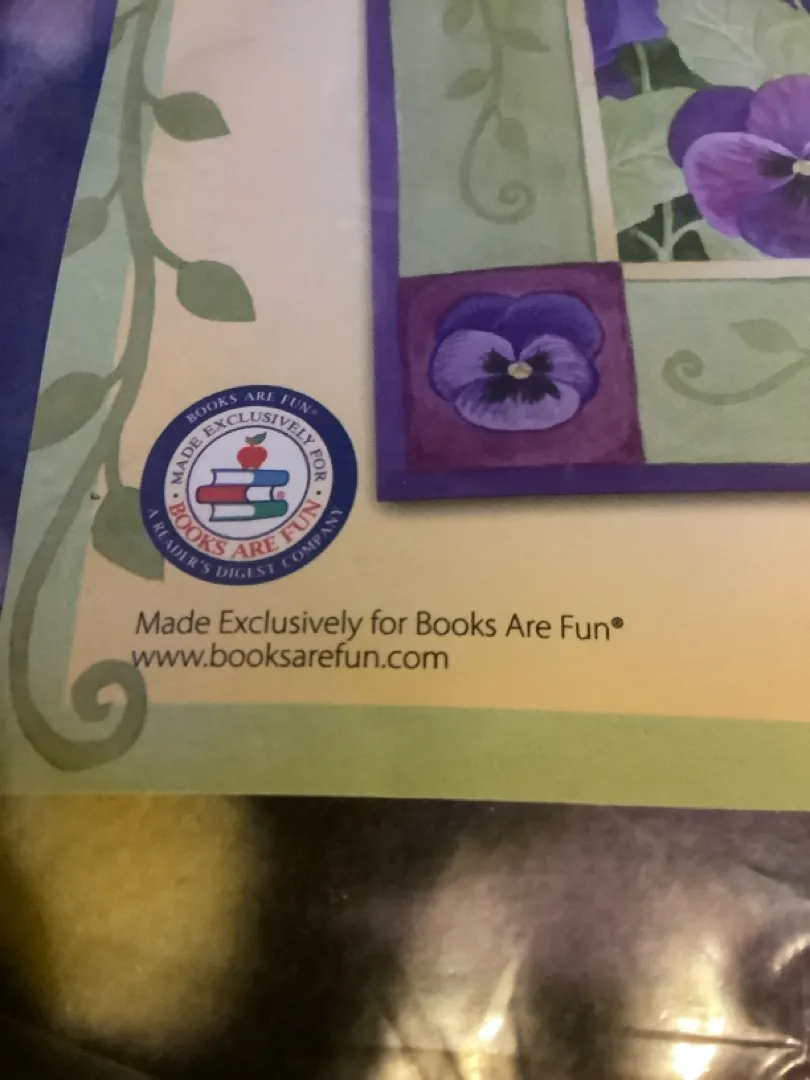 BOOKS ARE FUN®
MADE EXCLUSIVELY FOR
BOOKS ARE FUN
A READER'S DIGEST COMPANY
Made Exclusively for Books Are Fun®
www.booksarefun.com